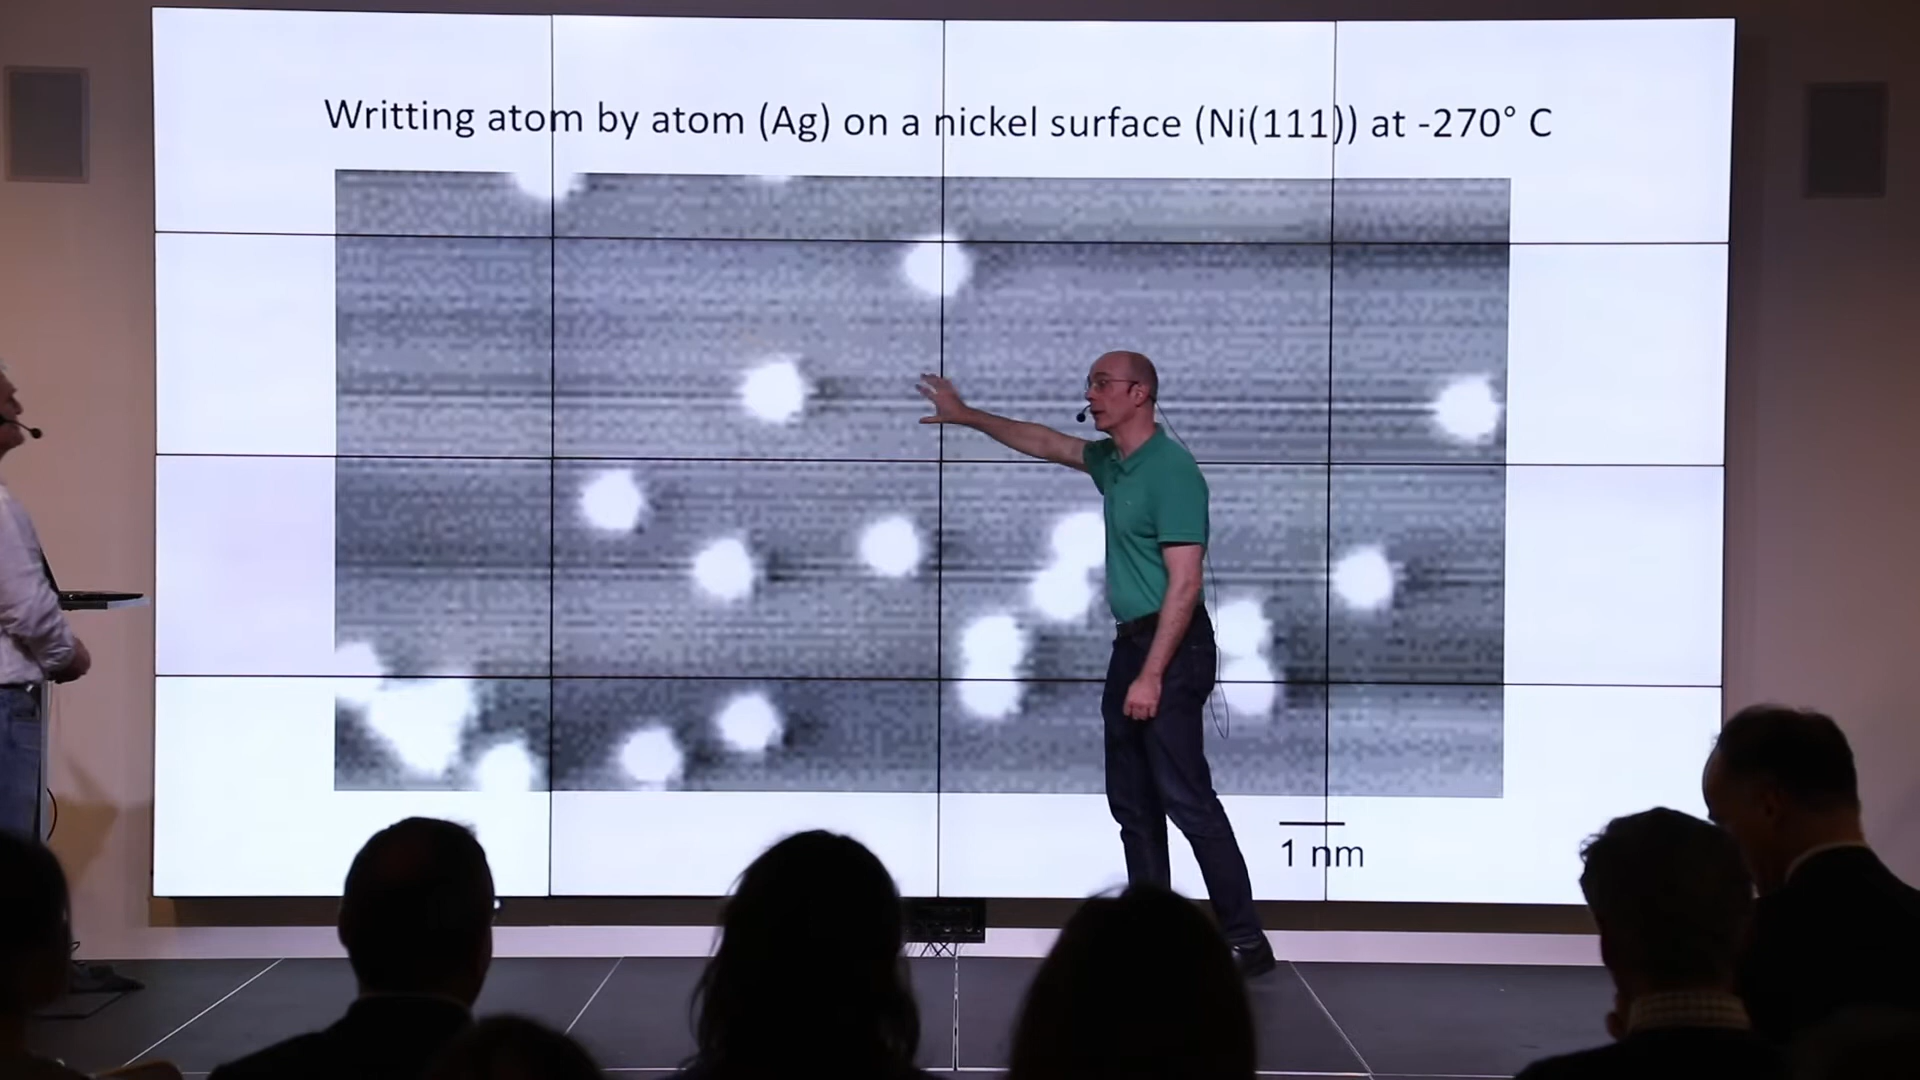 Writting atom by atom (Ag) on a nickel surface (Ni(111)) at -270° C
1 nm